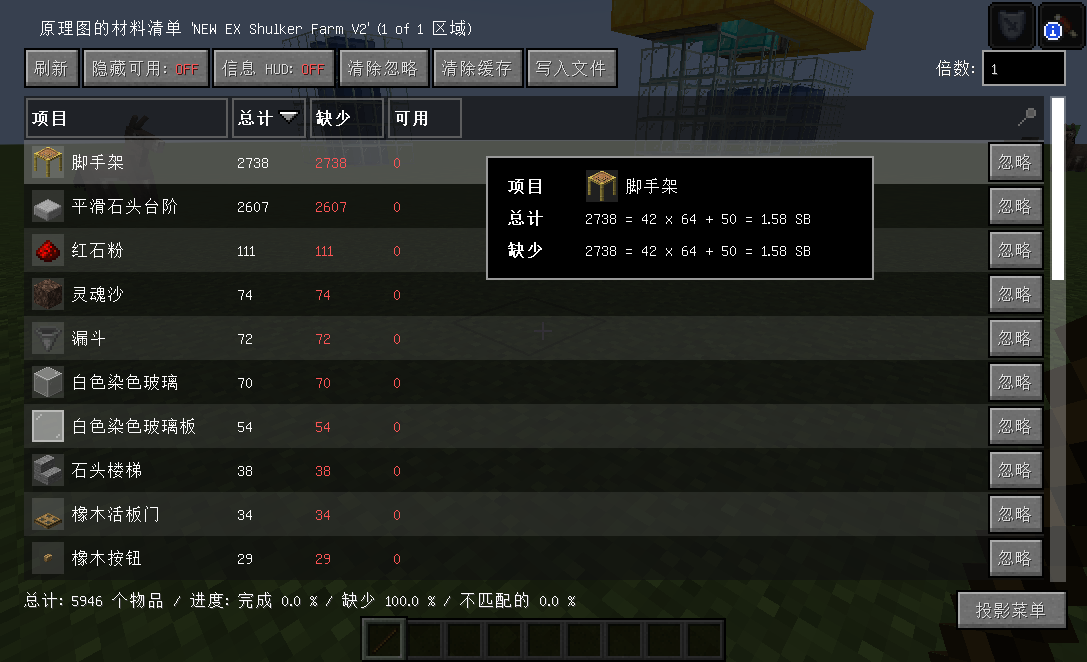 原理图的材料清单 'NEW EX Shulker Farm V2' (1 of 1 区域)
刷新 隐藏可用: OFF 信息 HUD: OFF 清除忽略 清除缓存 写入文件 倍数: 1
项目 总计 缺少 可用
脚手架 2738 2738 0 忽略
平滑石头台阶 2607 2607 0 忽略
红石粉 111 111 0 忽略
灵魂沙 74 74 0 忽略
漏斗 72 72 0 忽略
白色染色玻璃 70 70 0 忽略
白色染色玻璃板 54 54 0 忽略
石头楼梯 38 38 0 忽略
橡木活板门 34 34 0 忽略
橡木按钮 29 29 0 忽略
项目 脚手架
总计 2738 = 42 x 64 + 50 = 1.58 SB
缺少 2738 = 42 x 64 + 50 = 1.58 SB
总计: 5946 个物品 / 进度: 完成 0.0 % / 缺少 100.0 % / 不匹配的 0.0 %
投影菜单